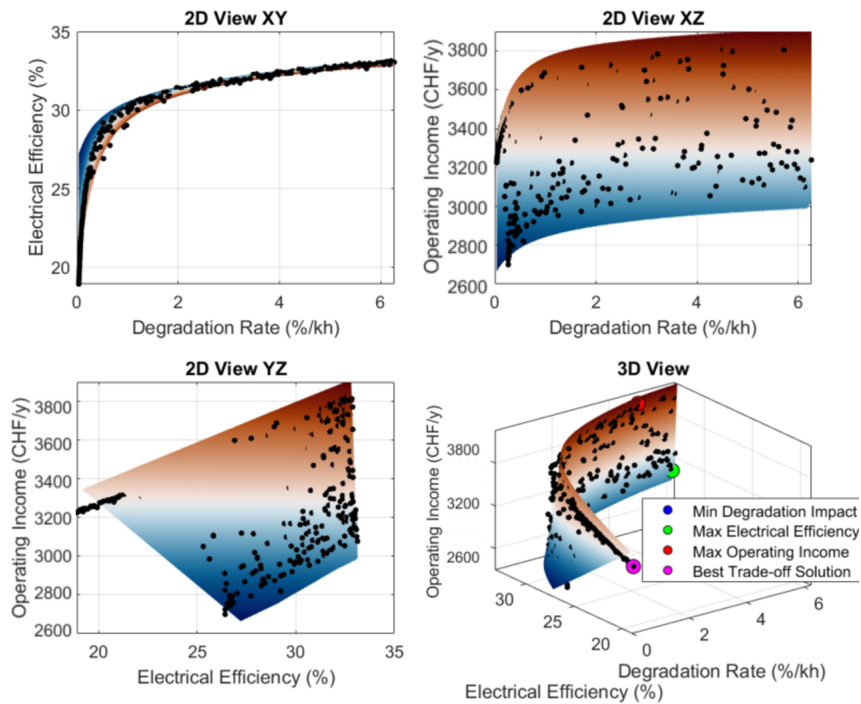 2D View XY
Electrical Efficiency (%)
35
30
25
20
0
2
4
6
Degradation Rate (%/kh)
2D View XZ
Operating Income (CHF/y)
3800
3600
3400
3200
3000
2800
2600
0
2
4
6
Degradation Rate (%/kh)
2D View YZ
Operating Income (CHF/y)
3800
3600
3400
3200
3000
2800
2600
20
25
30
35
Electrical Efficiency (%)
3D View
Operating Income (CHF/y)
3800
3200
2600
Min Degradation Impact
Max Electrical Efficiency
Max Operating Income
Best Trade-off Solution
30
25
20
0
2
4
6
Degradation Rate (%/kh)
Electrical Efficiency (%)